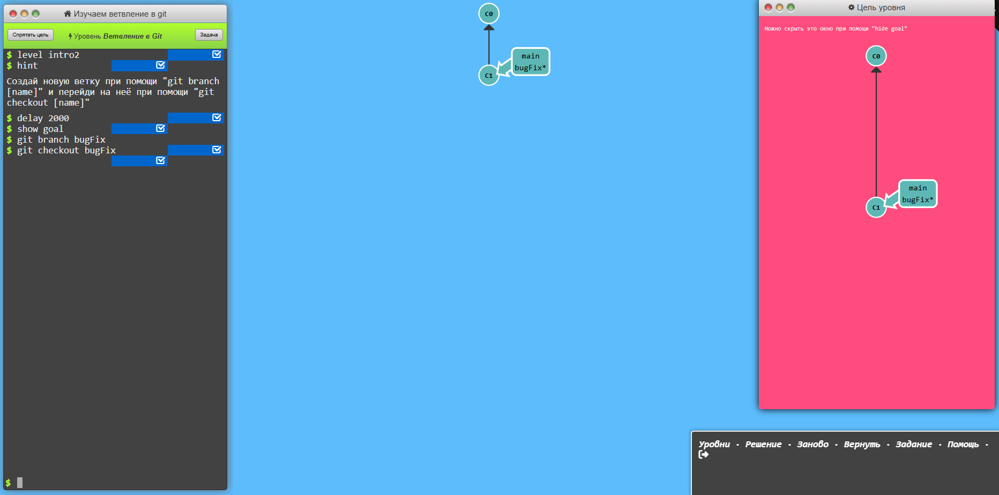 Изучаем ветвление в git
Спрятать цель
Уровень Ветвление в Git
Задача
$ level intro2
$ hint
Создай новую ветку при помощи "git branch
[name]" и перейди на неё при помощи "git
checkout [name]"
$ delay 2000
$ show goal
$ git branch bugFix
$ git checkout bugFix
$
C0
main
bugFix*
C1
Цель уровня
Можно скрыть это окно при помощи "hide goal"
C0
main
bugFix*
C1
Уровни · Решение · Заново · Вернуть · Задание · Помощь ·